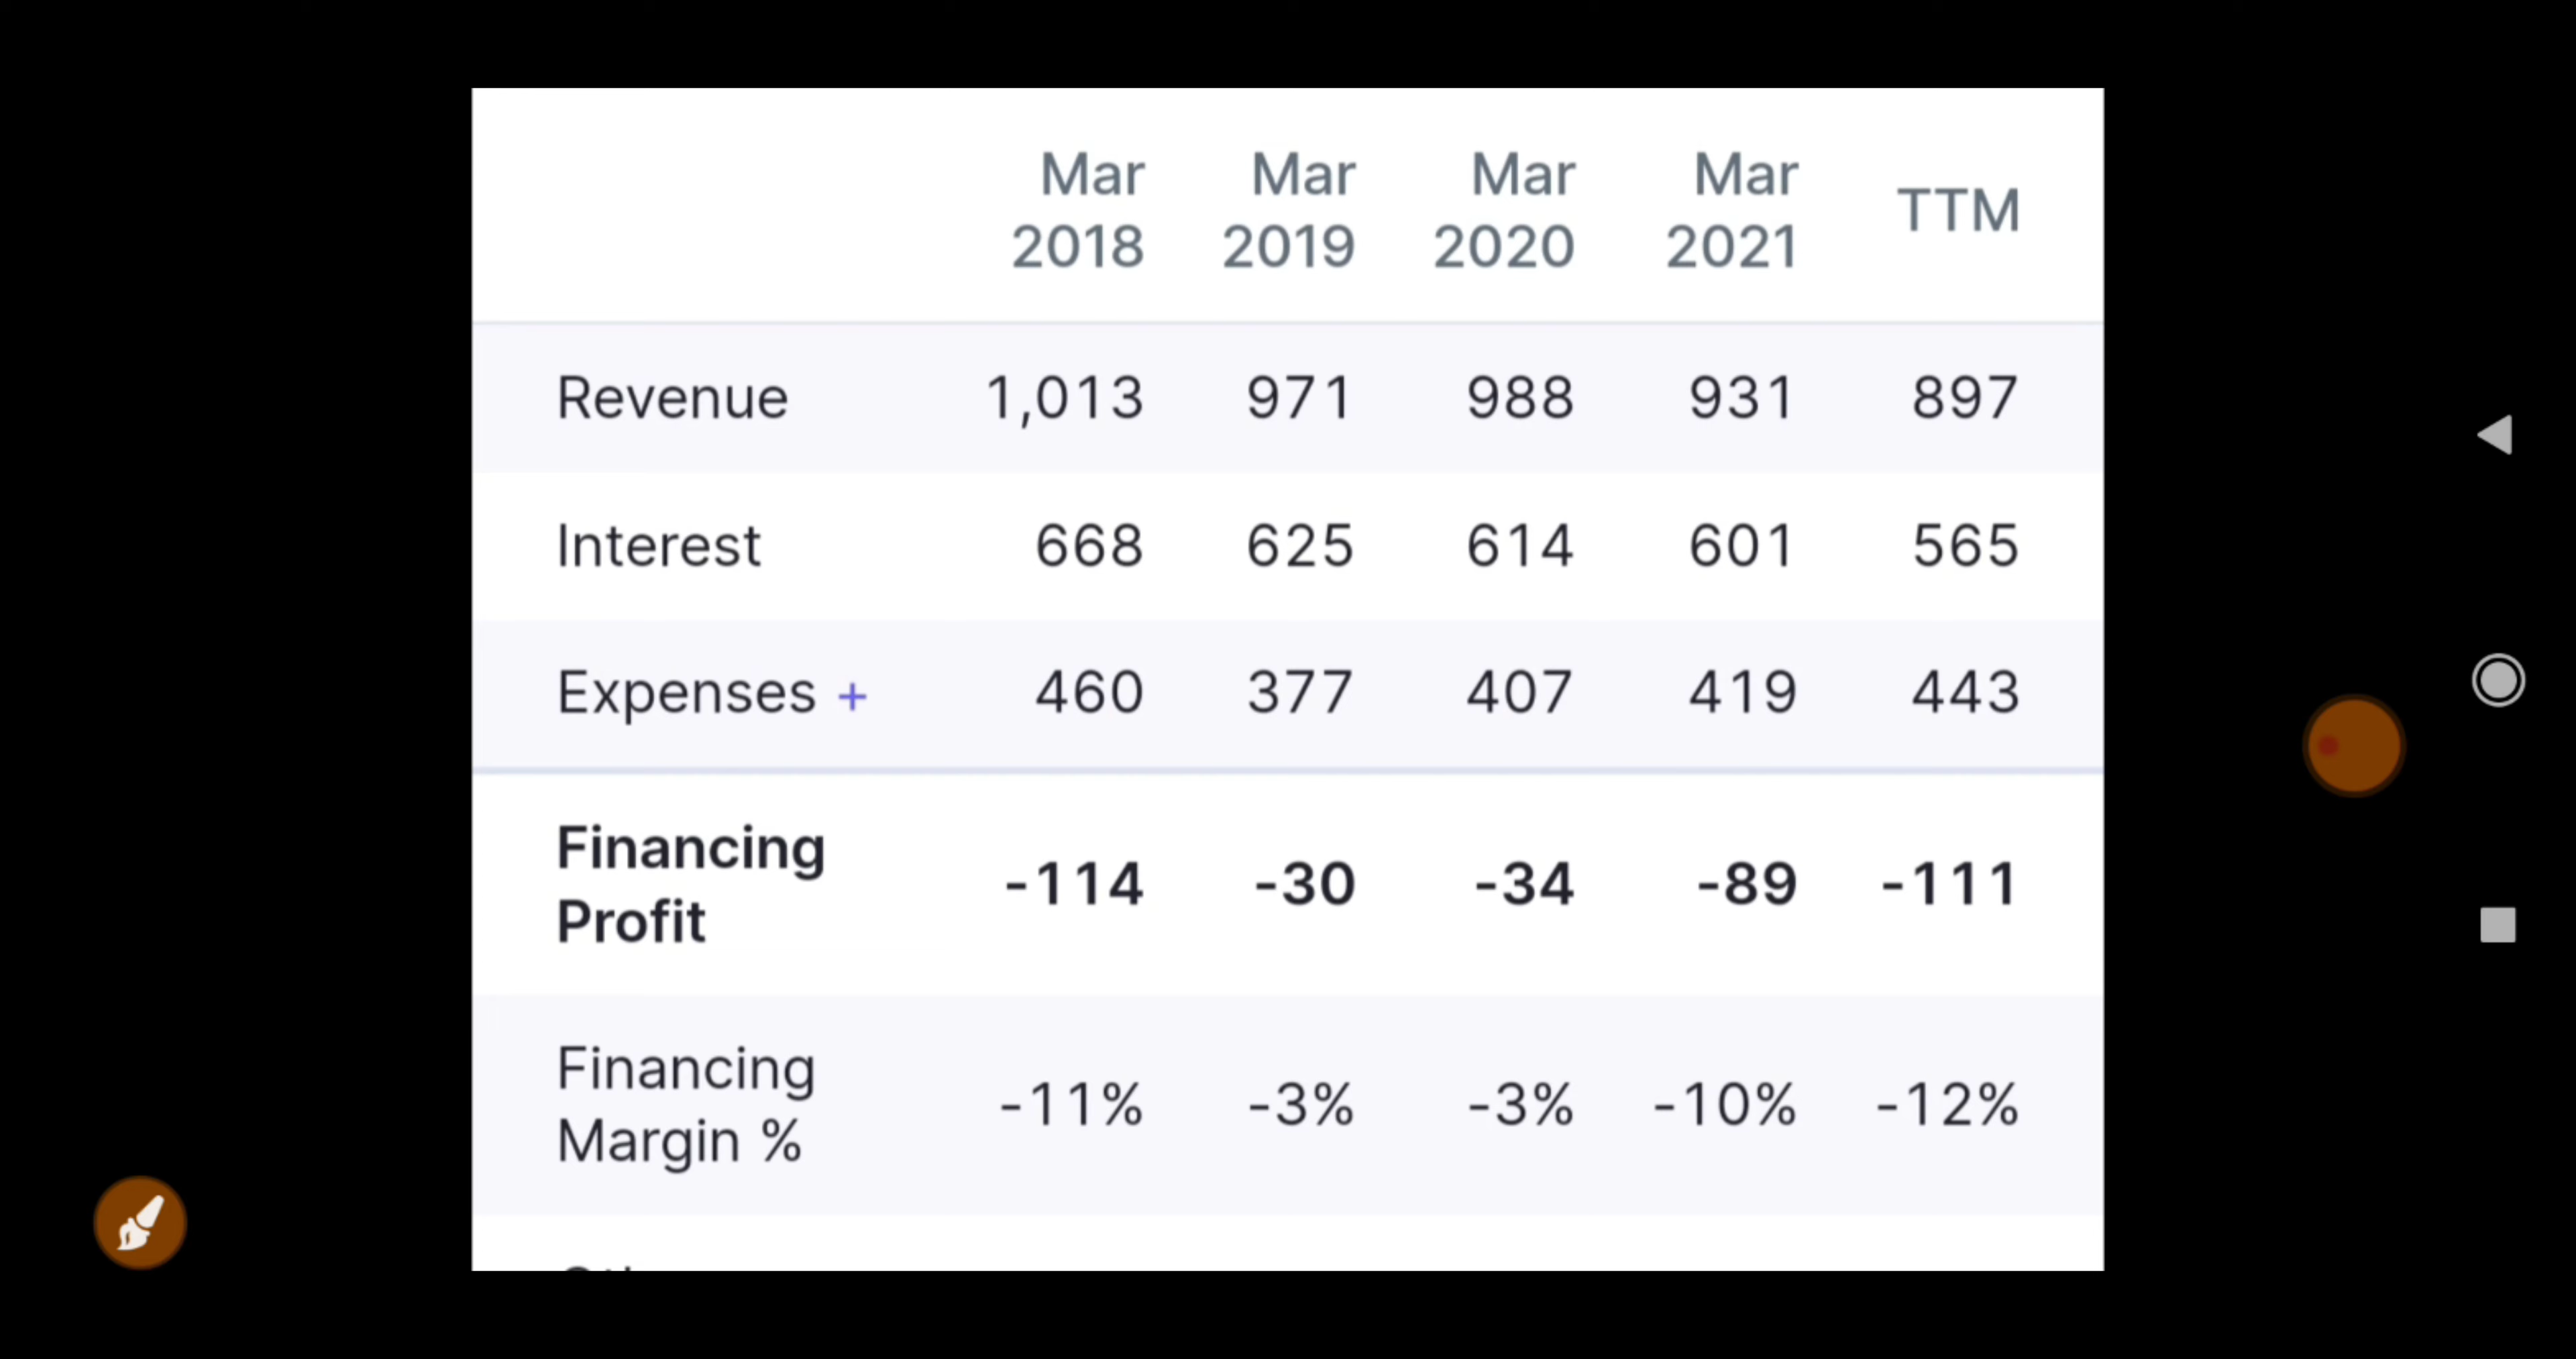 Mar 2018 Mar 2019 Mar 2020 Mar 2021 TTM
Revenue 1,013 971 988 931 897
Interest 668 625 614 601 565
Expenses + 460 377 407 419 443
Financing Profit -114 -30 -34 -89 -111
Financing Margin % -11% -3% -3% -10% -12%